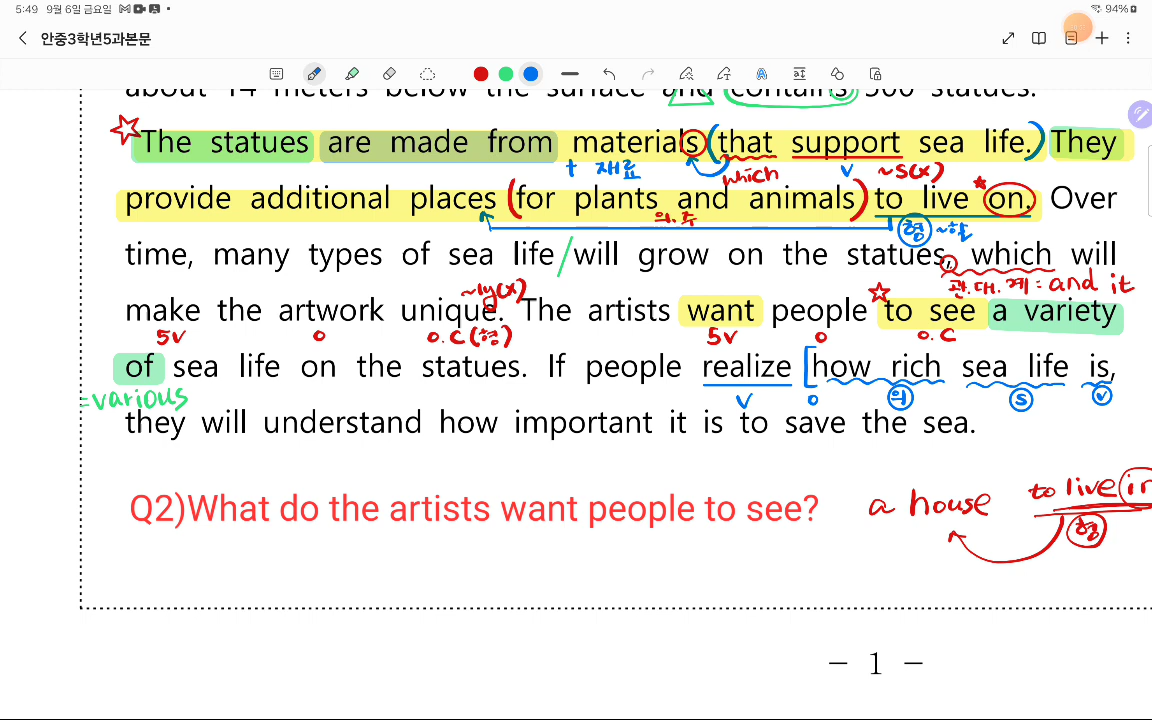 5:49 9월 6일 금요일 94%
안중3학년5과본문
about 14 meters below the surface and contains 500 statues.
The statues are made from materials (that support sea life.) They
+ 재료 which v ~s(x)
provide additional places (for plants and animals) to live on. Over
의.주 형 ~할
time, many types of sea life / will grow on the statues, which will
~ly(x) 관.대.계: and it
make the artwork unique. The artists want people to see a variety
5v o o.c (형) 5v o o.c
of sea life on the statues. If people realize [how rich sea life is,
=various v o 의 s v
they will understand how important it is to save the sea.
Q2)What do the artists want people to see?
a house to live in
형
- 1 -